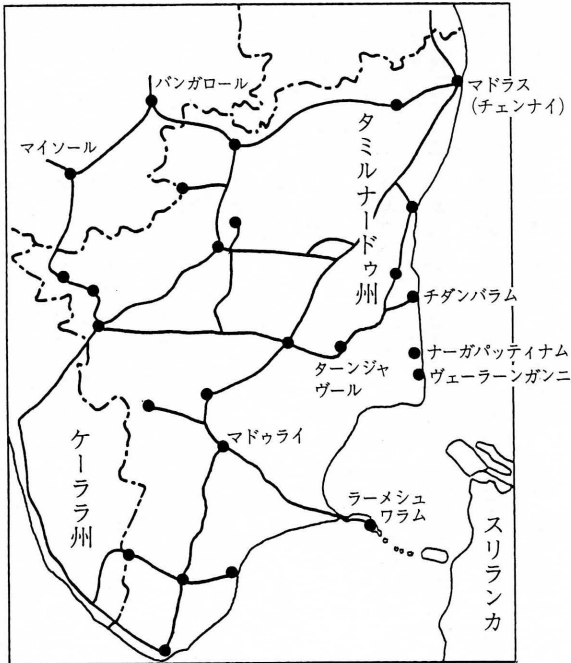 バンガロール
マドラス
(チェンナイ)
マイソール
タミルナードゥ州
チダンバラム
ナーガパッティナム
ヴェーラーンガンニ
ターンジャ
ヴール
マドゥライ
ケーララ州
ラーメシュ
ワラム
スリランカ